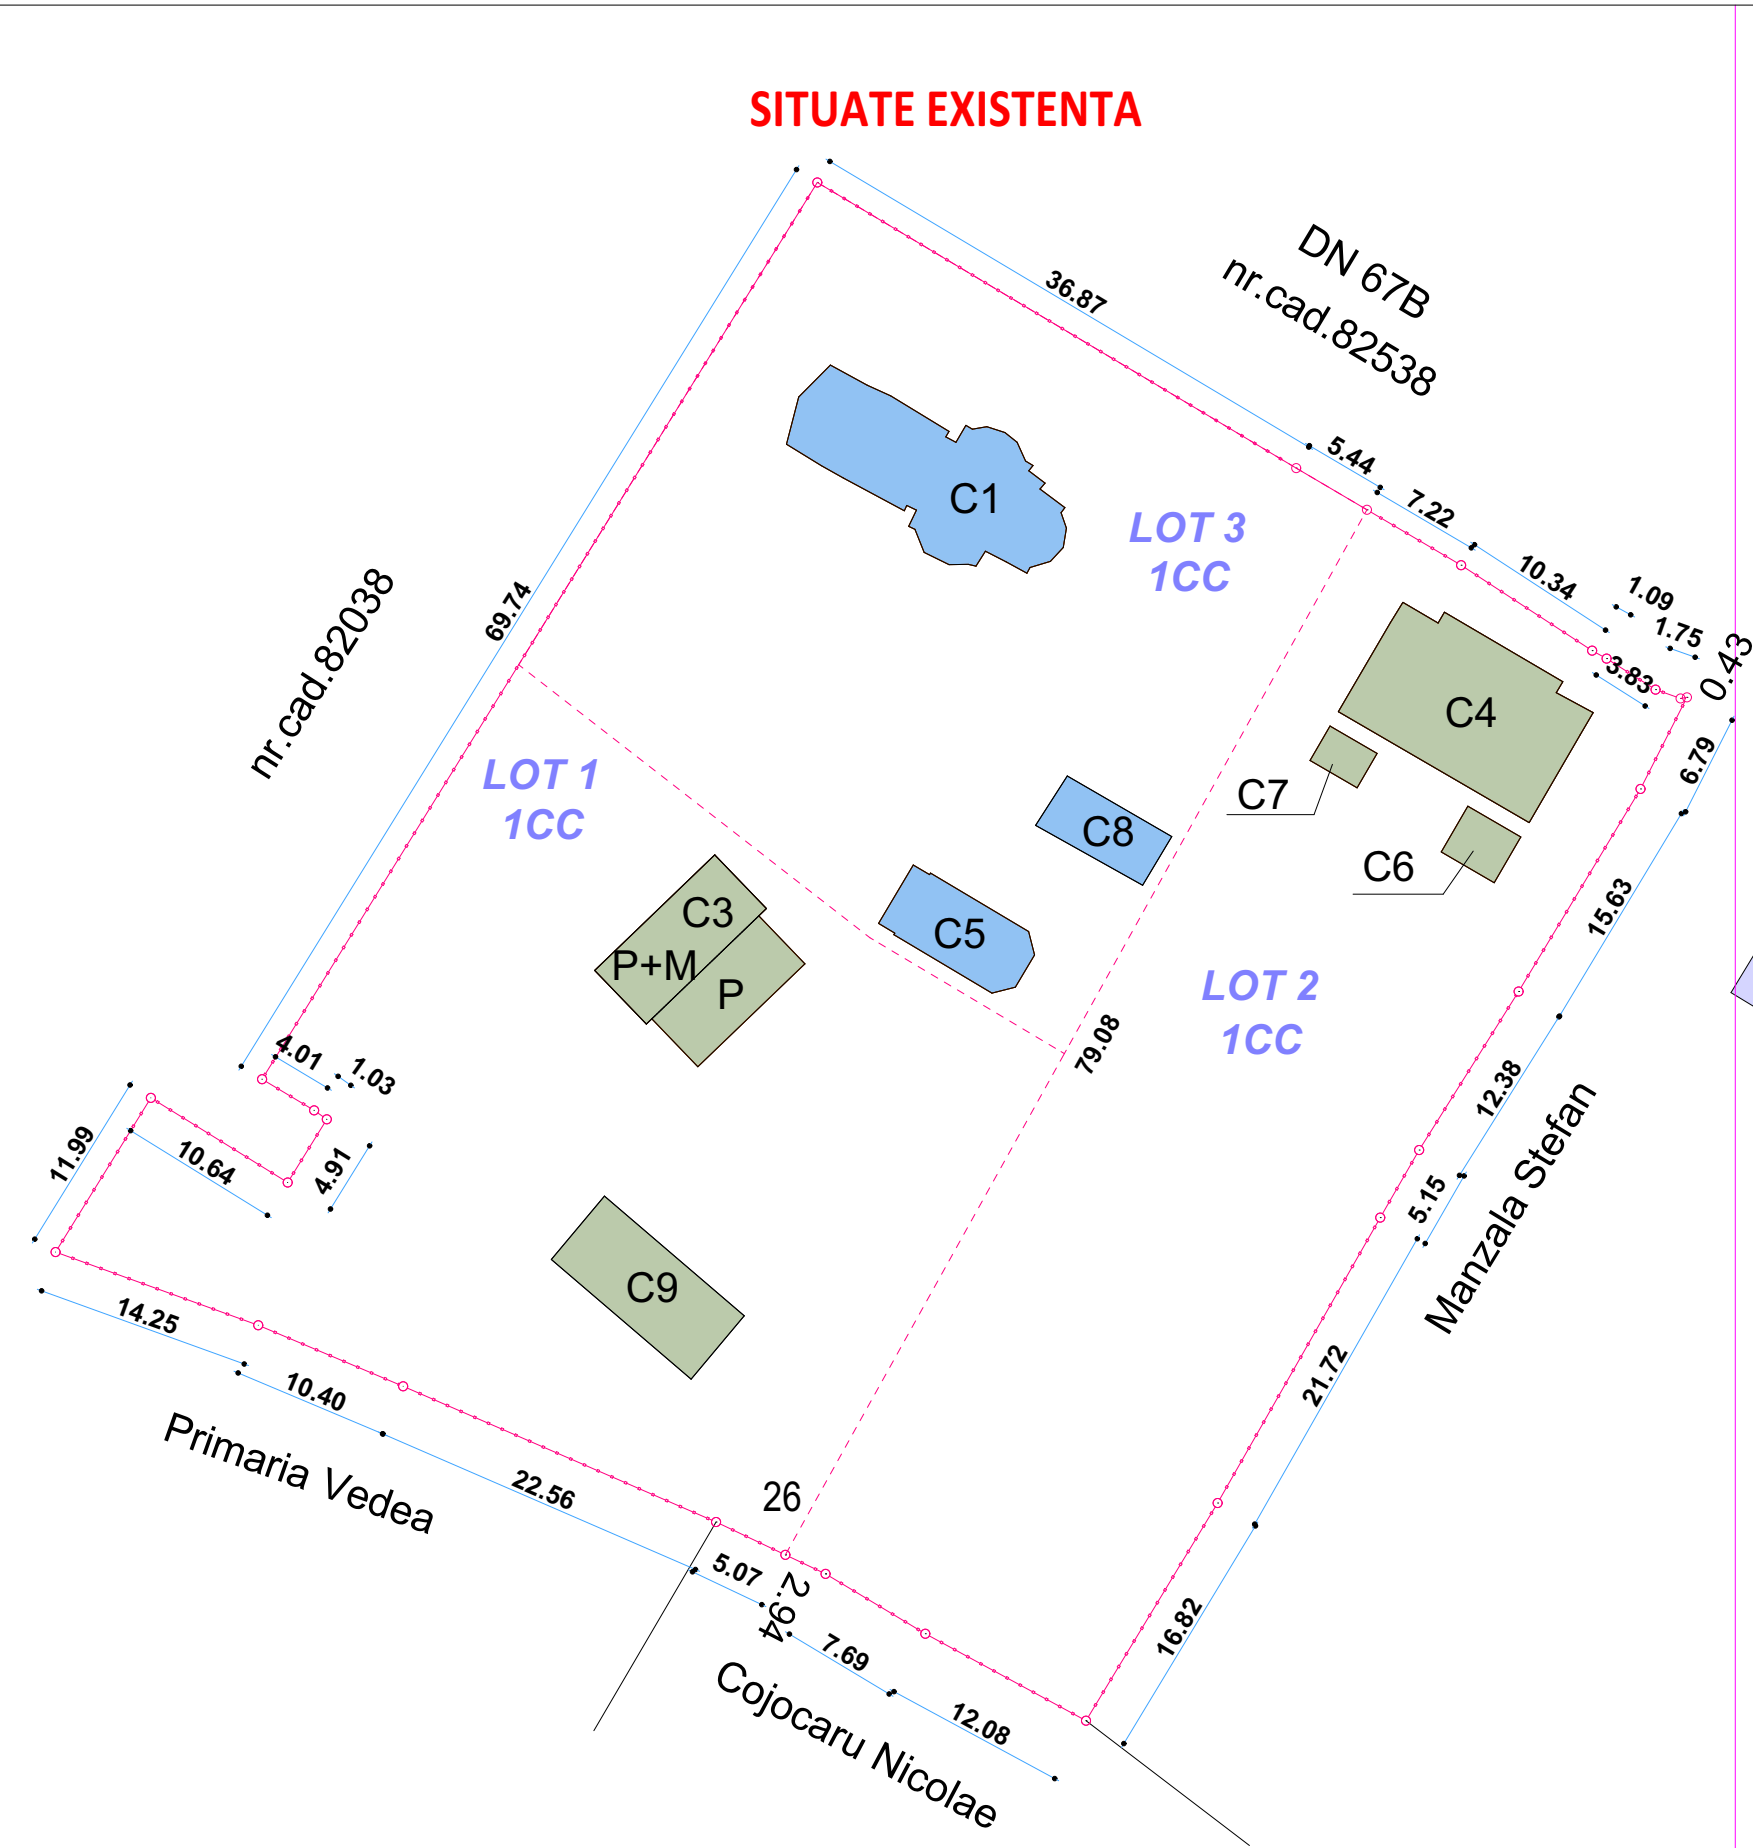 SITUATE EXISTENTA
DN 67B
nr.cad.82538
36.87
5.44
7.22
10.34
1.09
1.75
0.43
3.83
6.79
C1
LOT 3
1CC
69.74
nr.cad.82038
C4
C7
C6
LOT 1
1CC
C8
C5
C3
P+M
P
15.63
LOT 2
1CC
79.08
12.38
Manzala Stefan
4.01
1.03
11.99
10.64
4.91
5.15
C9
14.25
10.40
21.72
Primaria Vedea
22.56
26
5.07
2.94
7.69
16.82
12.08
Cojocaru Nicolae